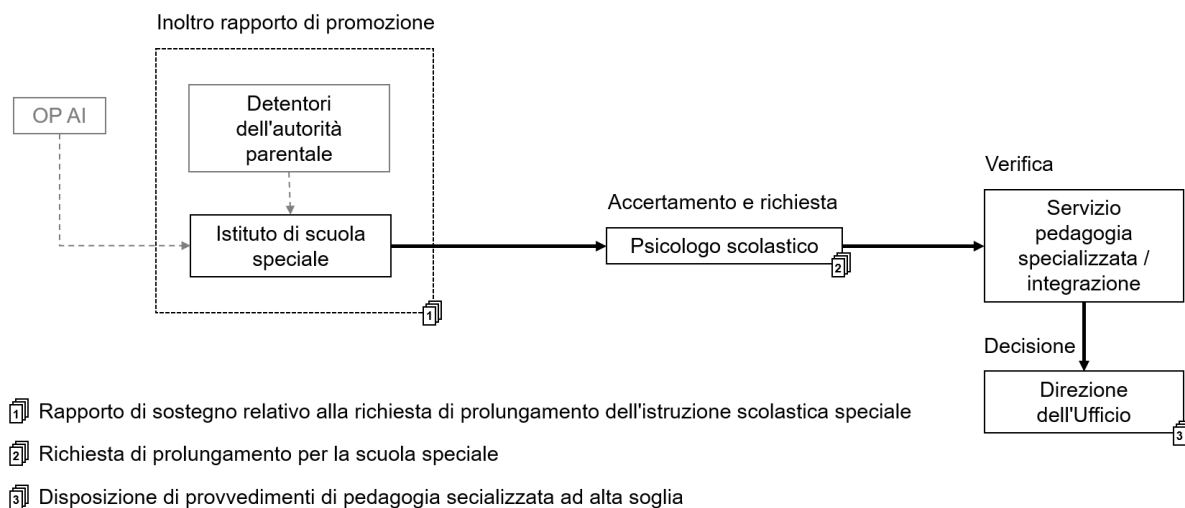 Inoltro rapporto di promozione
OP AI
Detentori
dell'autorità
parentale
Istituto di scuola
speciale
1
Accertamento e richiesta
Psicologo scolastico
2
Verifica
Servizio
pedagogia
specializzata /
integrazione
Decisione
Direzione
dell'Ufficio
3
1 Rapporto di sostegno relativo alla richiesta di prolungamento dell'istruzione scolastica speciale
2 Richiesta di prolungamento per la scuola speciale
3 Disposizione di provvedimenti di pedagogia secializzata ad alta soglia